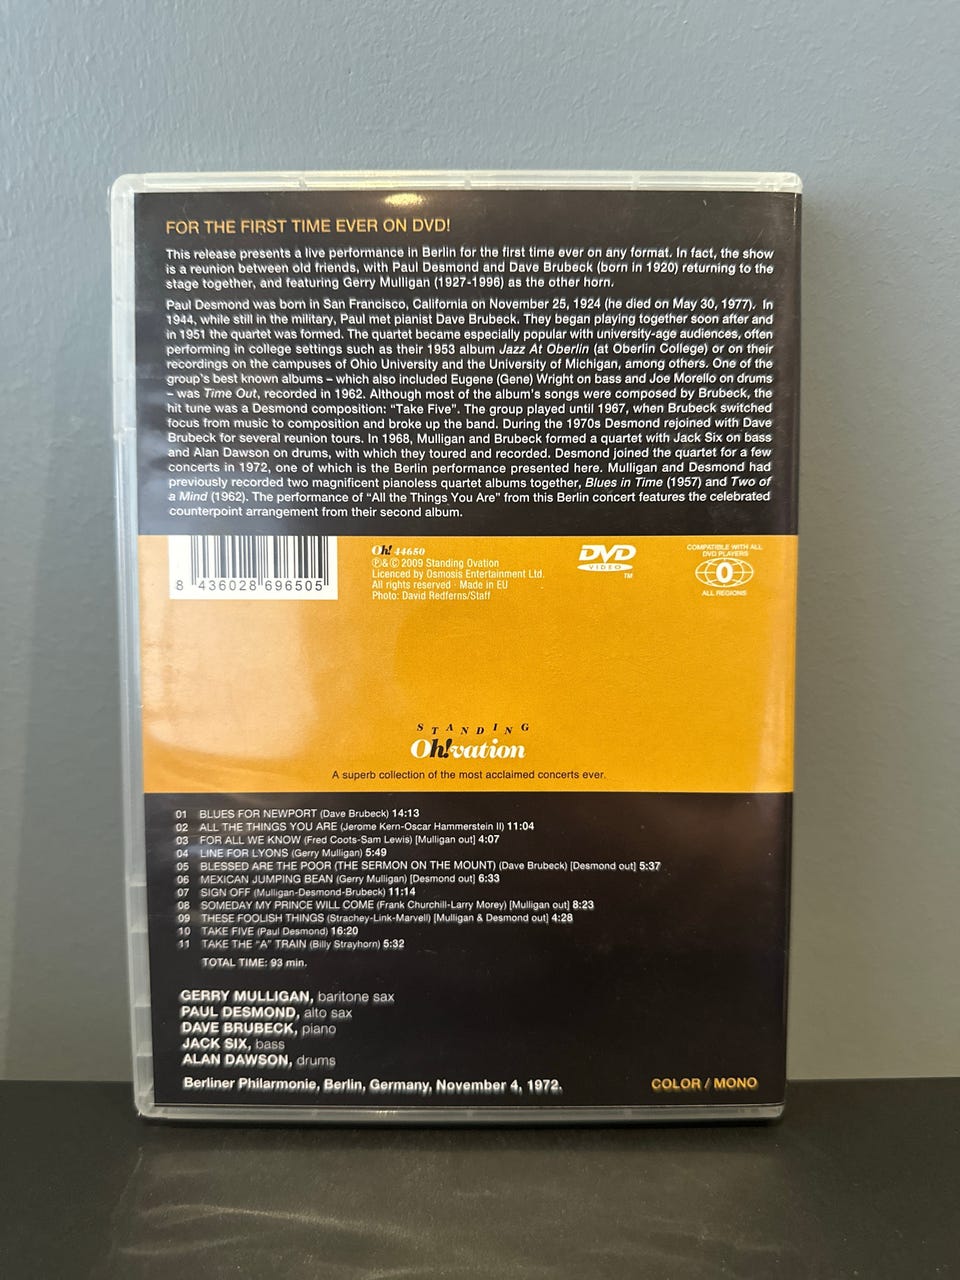 FOR THE FIRST TIME EVER ON DVD!
This release presents a live performance in Berlin for the first time ever on any format. In fact, the show
is a reunion between old friends, with Paul Desmond and Dave Brubeck (born in 1920) returning to the
stage together, and featuring Gerry Mulligan (1927-1996) as the other horn.
Paul Desmond was born in San Francisco, California on November 25, 1924 (he died on May 30, 1977). In
1944, while still in the military, Paul met pianist Dave Brubeck. They began playing together soon after and
in 1951 the quartet was formed. The quartet became especially popular with university-age audiences, often
performing in college settings such as their 1953 album Jazz At Oberlin (at Oberlin College) or on their
recordings on the campuses of Ohio University and the University of Michigan, among others. One of the
group's best known albums – which also included Eugene (Gene) Wright on bass and Joe Morello on drums
– was Time Out, recorded in 1962. Although most of the album's songs were composed by Brubeck, the
hit tune was a Desmond composition: "Take Five". The group played until 1967, when Brubeck switched
focus from music to composition and broke up the band. During the 1970s Desmond rejoined with Dave
Brubeck for several reunion tours. In 1968, Mulligan and Brubeck formed a quartet with Jack Six on bass
and Alan Dawson on drums, with which they toured and recorded. Desmond joined the quartet for a few
concerts in 1972, one of which is the Berlin performance presented here. Mulligan and Desmond had
previously recorded two magnificent pianoless quartet albums together, Blues in Time (1957) and Two of
a Mind (1962). The performance of "All the Things You Are" from this Berlin concert features the celebrated
counterpoint arrangement from their second album.
8 436028 696505
Oh! 44650
℗&© 2009 Standing Ovation
Licenced by Osmosis Entertainment Ltd.
All rights reserved · Made in EU
Photo: David Redferns/Staff
DVD
VIDEO
TM
COMPATIBLE WITH ALL
DVD PLAYERS
0
ALL REGIONS
STANDING
Oh!vation
A superb collection of the most acclaimed concerts ever.
01 BLUES FOR NEWPORT (Dave Brubeck) 14:13
02 ALL THE THINGS YOU ARE (Jerome Kern-Oscar Hammerstein II) 11:04
03 FOR ALL WE KNOW (Fred Coots-Sam Lewis) [Mulligan out] 4:07
04 LINE FOR LYONS (Gerry Mulligan) 5:49
05 BLESSED ARE THE POOR (THE SERMON ON THE MOUNT) (Dave Brubeck) [Desmond out] 5:37
06 MEXICAN JUMPING BEAN (Gerry Mulligan) [Desmond out] 6:33
07 SIGN OFF (Mulligan-Desmond-Brubeck) 11:14
08 SOMEDAY MY PRINCE WILL COME (Frank Churchill-Larry Morey) [Mulligan out] 8:23
09 THESE FOOLISH THINGS (Strachey-Link-Marvell) [Mulligan & Desmond out] 4:28
10 TAKE FIVE (Paul Desmond) 16:20
11 TAKE THE "A" TRAIN (Billy Strayhorn) 5:32
TOTAL TIME: 93 min.
GERRY MULLIGAN, baritone sax
PAUL DESMOND, alto sax
DAVE BRUBECK, piano
JACK SIX, bass
ALAN DAWSON, drums
Berliner Philarmonie, Berlin, Germany, November 4, 1972.
COLOR / MONO